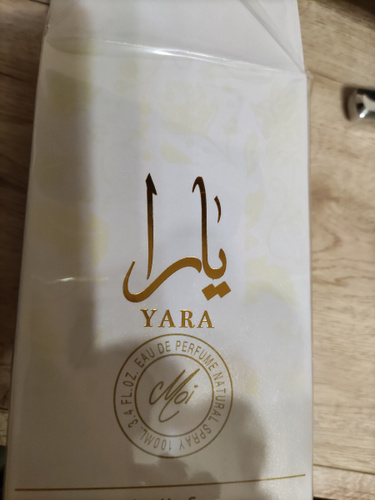 يارا
YARA
EAU DE PERFUME NATURAL SPRAY 100ML. 3.4 FL.OZ.
Moi